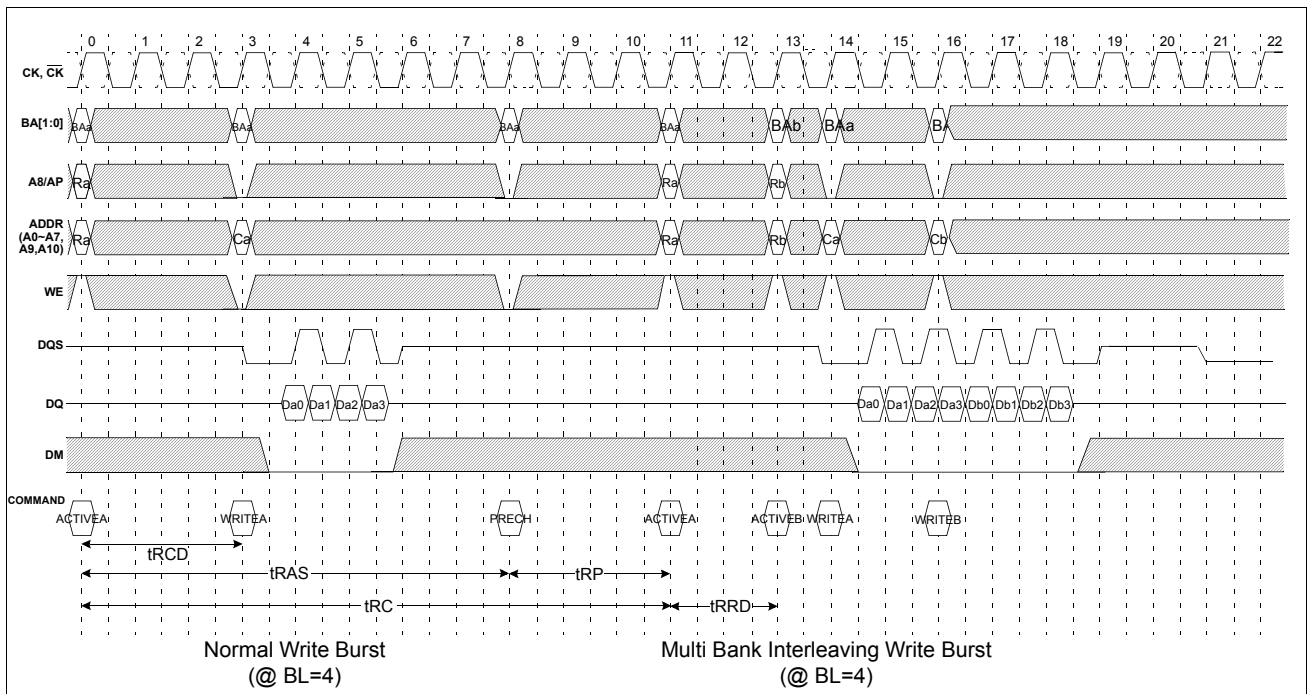 0 1 2 3 4 5 6 7 8 9 10 11 12 13 14 15 16 17 18 19 20 21 22
CK, CK
BA[1:0] BAa BAa BAa BAa BAb BAa BA
A8/AP Ra Ra Rb
ADDR
(A0~A7,
A9,A10)
Ra Ca Ra Rb Ca Cb
WE
DQS
DQ Da0 Da1 Da2 Da3 Da0 Da1 Da2 Da3 Db0 Db1 Db2 Db3
DM
COMMAND
ACTIVEA WRITEA PRECH ACTIVEA ACTIVEB WRITEA WRITEB
tRCD
tRAS tRP
tRC tRRD
Normal Write Burst
(@ BL=4)
Multi Bank Interleaving Write Burst
(@ BL=4)